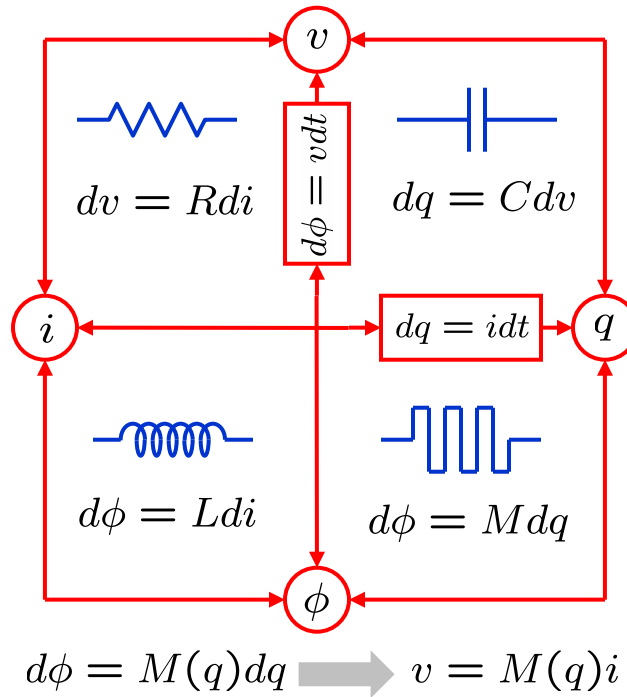 v
dϕ = vdt
dv = Rdi
dq = Cdv
i
dq = idt
q
dϕ = Ldi
dϕ = Mdq
ϕ
dϕ = M(q)dq
v = M(q)i